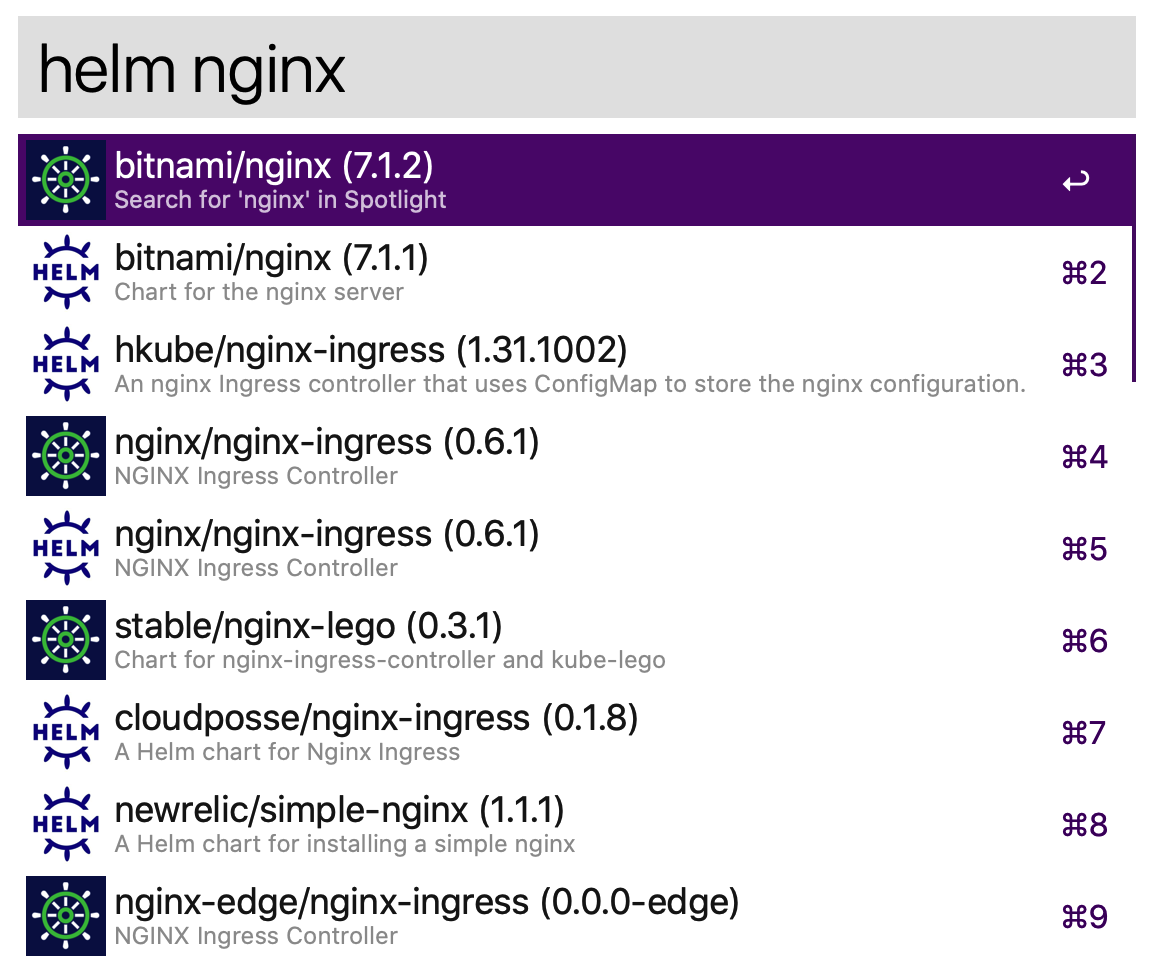 helm nginx
bitnami/nginx (7.1.2)
Search for 'nginx' in Spotlight
↩
HELM
bitnami/nginx (7.1.1)
Chart for the nginx server
⌘2
HELM
hkube/nginx-ingress (1.31.1002)
An nginx Ingress controller that uses ConfigMap to store the nginx configuration.
⌘3
nginx/nginx-ingress (0.6.1)
NGINX Ingress Controller
⌘4
HELM
nginx/nginx-ingress (0.6.1)
NGINX Ingress Controller
⌘5
stable/nginx-lego (0.3.1)
Chart for nginx-ingress-controller and kube-lego
⌘6
HELM
cloudposse/nginx-ingress (0.1.8)
A Helm chart for Nginx Ingress
⌘7
HELM
newrelic/simple-nginx (1.1.1)
A Helm chart for installing a simple nginx
⌘8
nginx-edge/nginx-ingress (0.0.0-edge)
NGINX Ingress Controller
⌘9